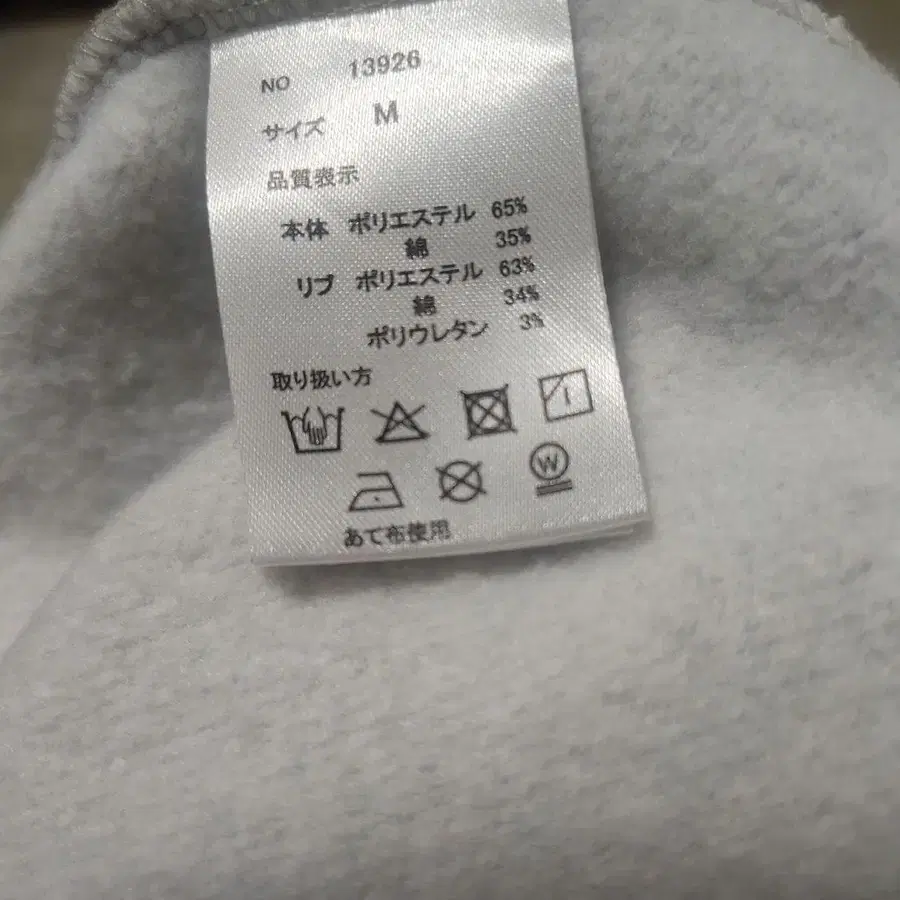 NO 13926
サイズ M
品質表示
本体 ポリエステル 65%
綿 35%
リブ ポリエステル 63%
綿 34%
ポリウレタン 3%
取り扱い方
W
あて布使用